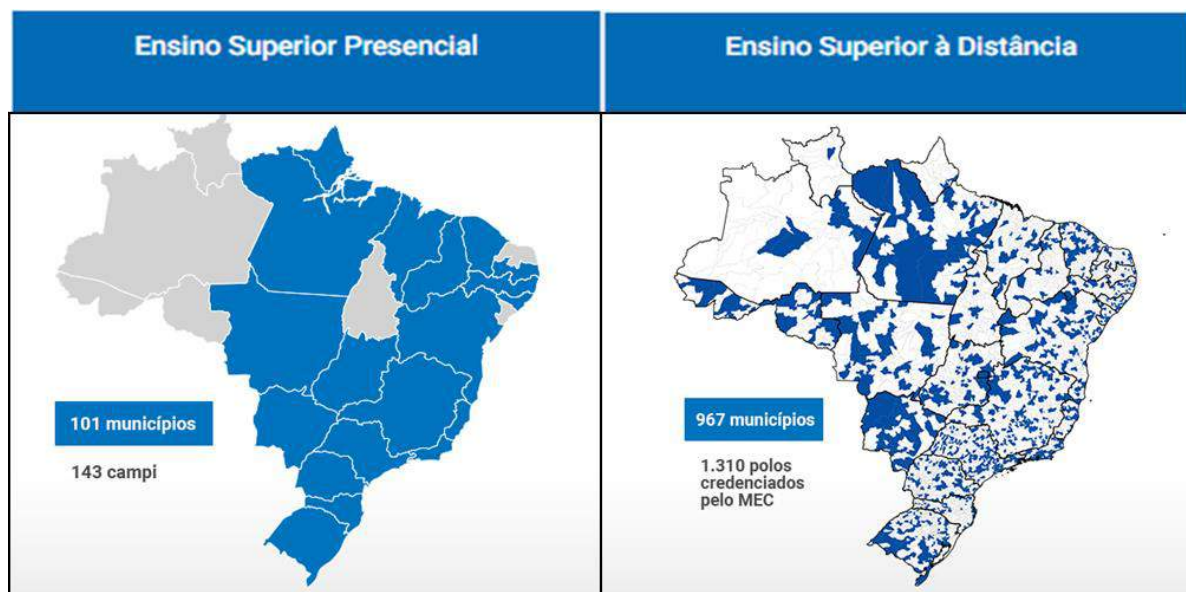 Ensino Superior Presencial
Ensino Superior à Distância
101 municípios
143 campi
967 municípios
1.310 polos
credenciados
pelo MEC